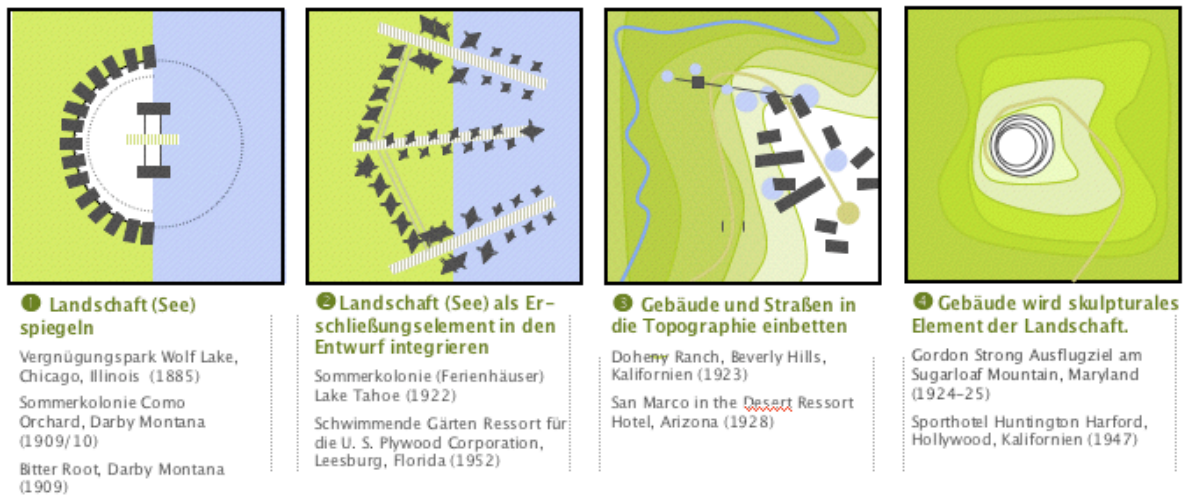 ❶ Landschaft (See)
spiegeln
Vergnügungspark Wolf Lake,
Chicago, Illinois (1885)
Sommerkolonie Como
Orchard, Darby Montana
(1909/10)
Bitter Root, Darby Montana
(1909)
❷ Landschaft (See) als Er-
schließungselement in den
Entwurf integrieren
Sommerkolonie (Ferienhäuser)
Lake Tahoe (1922)
Schwimmende Gärten Ressort für
die U. S. Plywood Corporation,
Leesburg, Florida (1952)
❸ Gebäude und Straßen in
die Topographie einbetten
Doheny Ranch, Beverly Hills,
Kalifornien (1923)
San Marco in the Desert Ressort
Hotel, Arizona (1928)
❹ Gebäude wird skulpturales
Element der Landschaft.
Gordon Strong Ausflugziel am
Sugarloaf Mountain, Maryland
(1924-25)
Sporthotel Huntington Harford,
Hollywood, Kalifornien (1947)